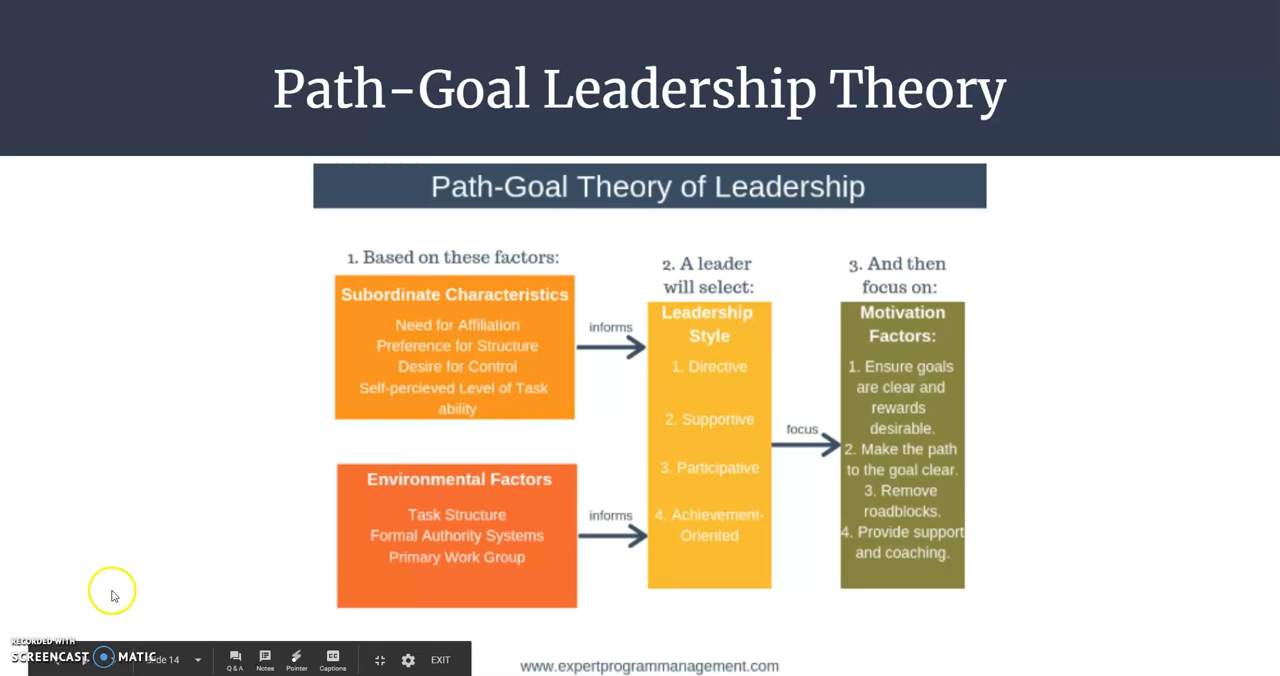 Path-Goal Leadership Theory
Path-Goal Theory of Leadership
1. Based on these factors:
Subordinate Characteristics
Need for Affiliation
Preference for Structure
Desire for Control
Self-percieved Level of Task
ability
informs
Environmental Factors
Task Structure
Formal Authority Systems
Primary Work Group
informs
2. A leader
will select:
Leadership
Style
1. Directive
2. Supportive
3. Participative
4. Achievement-
Oriented
focus
3. And then
focus on:
Motivation
Factors:
1. Ensure goals
are clear and
rewards
desirable.
2. Make the path
to the goal clear.
3. Remove
roadblocks.
4. Provide support
and coaching.
RECORDED WITH
SCREENCAST MATIC
14
Q & A
Notes
Pointer
Captions
EXIT
www.expertprogrammanagement.com